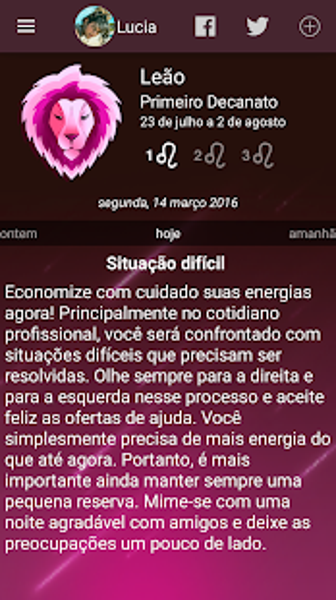 Lucia
Leão
Primeiro Decanato
23 de julho a 2 de agosto
1♌ 2♌ 3♌
segunda, 14 março 2016
ontem hoje amanhã
Situação difícil
Economize com cuidado suas energias
agora! Principalmente no cotidiano
profissional, você será confrontado com
situações difíceis que precisam ser
resolvidas. Olhe sempre para a direita e
para a esquerda nesse processo e aceite
feliz as ofertas de ajuda. Você
simplesmente precisa de mais energia do
que até agora. Portanto, é mais
importante ainda manter sempre uma
pequena reserva. Mime-se com uma
noite agradável com amigos e deixe as
preocupações um pouco de lado.